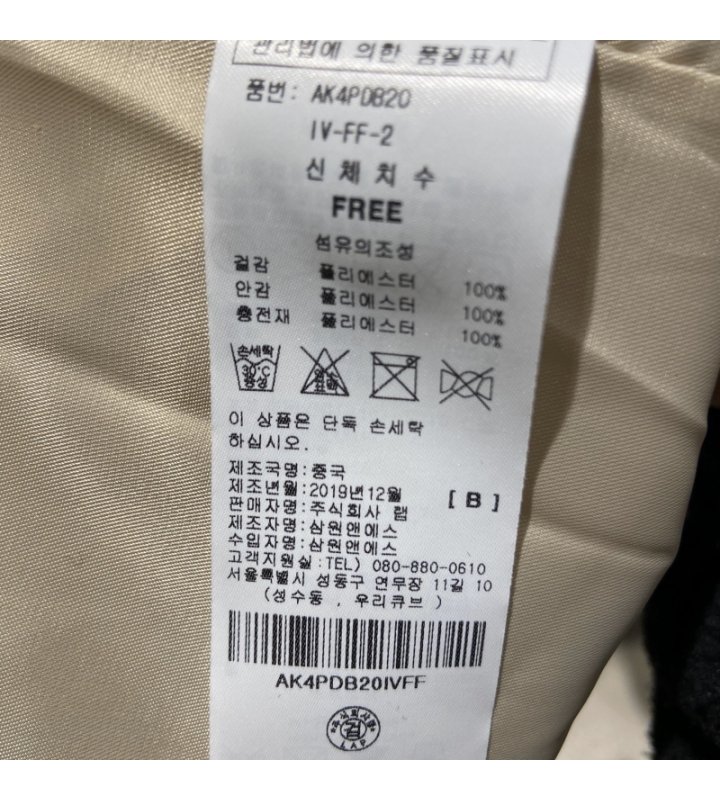 관리법에 의한 품질표시
품번: AK4PDB20
IV-FF-2
신 체 치 수
FREE
섬유의조성
겉감 폴리에스터 100%
안감 폴리에스터 100%
충전재 폴리에스터 100%
손세탁
30°C
중성
이 상품은 단독 손세탁
하십시오.
제조국명:중국
제조년월:2019년12월 [ B ]
판매자명:주식회사 랩
제조자명:삼원앤에스
수입자명:삼원앤에스
고객지원실:TEL) 080-880-0610
서울특별시 성동구 연무장 11길 10
(성수동 , 우리큐브 )
AK4PDB20IVFF
주식회사랩
검
LAP